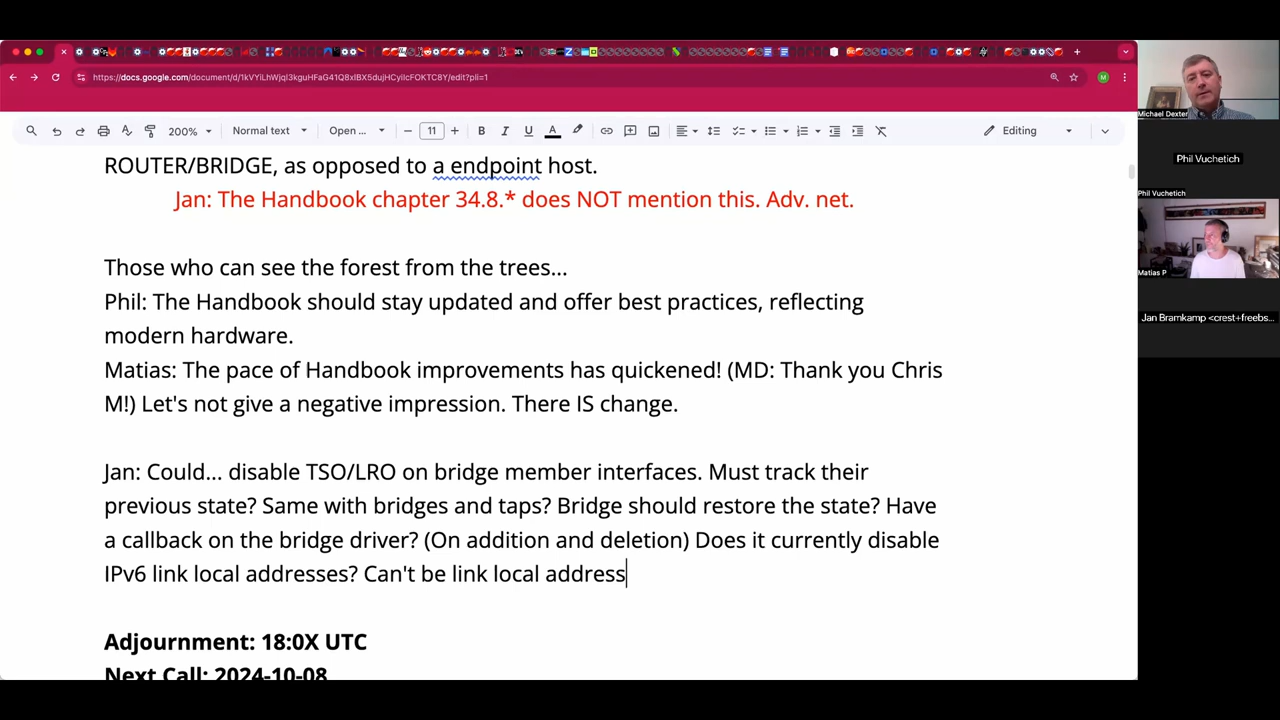 https://docs.google.com/document/d/1kVYiLhWjqI3kguHFaG41Q8xlBX5dujHCyiIcFOKTC8Y/edit?pli=1
200%
Normal text
Open ...
11
Editing
ROUTER/BRIDGE, as opposed to a endpoint host.
Jan: The Handbook chapter 34.8.* does NOT mention this. Adv. net.
Those who can see the forest from the trees...
Phil: The Handbook should stay updated and offer best practices, reflecting
modern hardware.
Matias: The pace of Handbook improvements has quickened! (MD: Thank you Chris
M!) Let's not give a negative impression. There IS change.
Jan: Could... disable TSO/LRO on bridge member interfaces. Must track their
previous state? Same with bridges and taps? Bridge should restore the state? Have
a callback on the bridge driver? (On addition and deletion) Does it currently disable
IPv6 link local addresses? Can't be link local address
Adjournment: 18:0X UTC
Next Call: 2024-10-08
Michael Dexter
Phil Vuchetich
Phil Vuchetich
Matias P
Jan Bramkamp <crest+freebs...